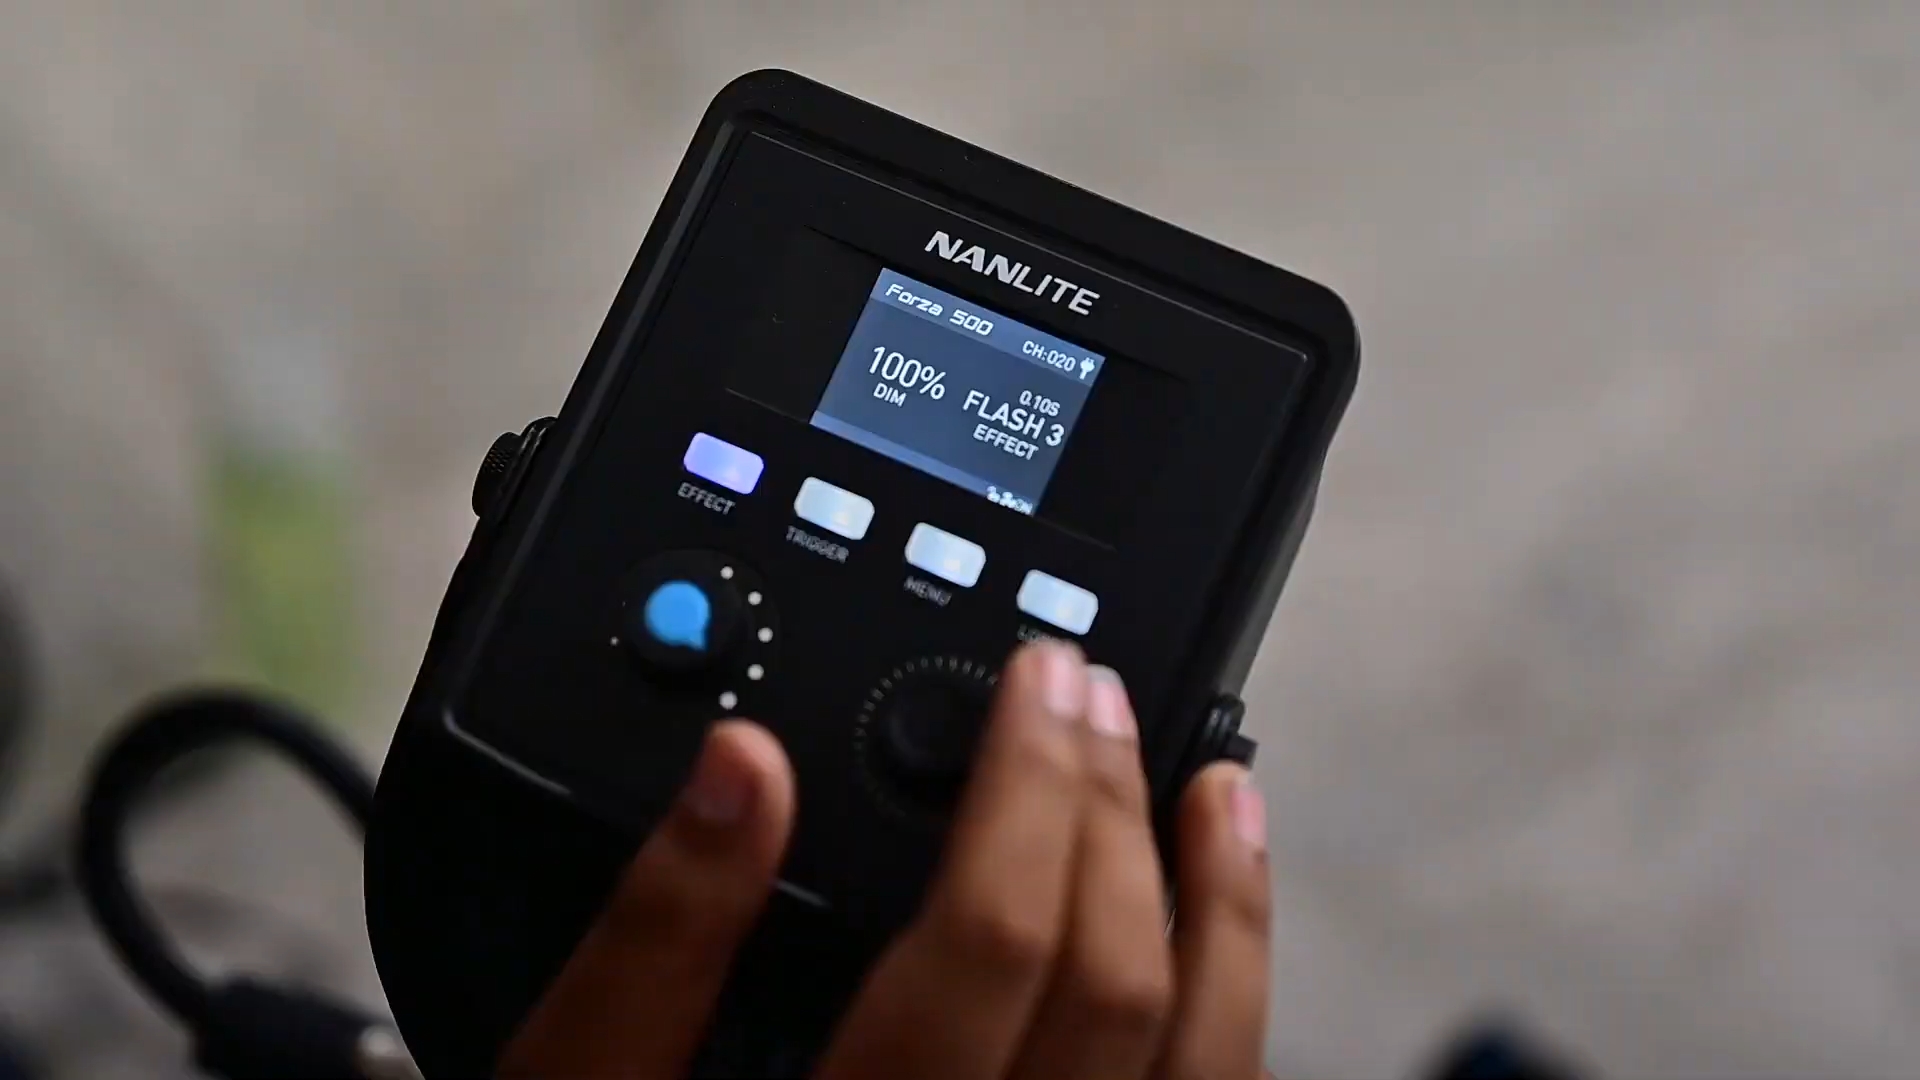 NANLITE
Forza 500
CH:020
100%
DIM
0.10S
FLASH 3
EFFECT
EFFECT
TRIGGER
MENU